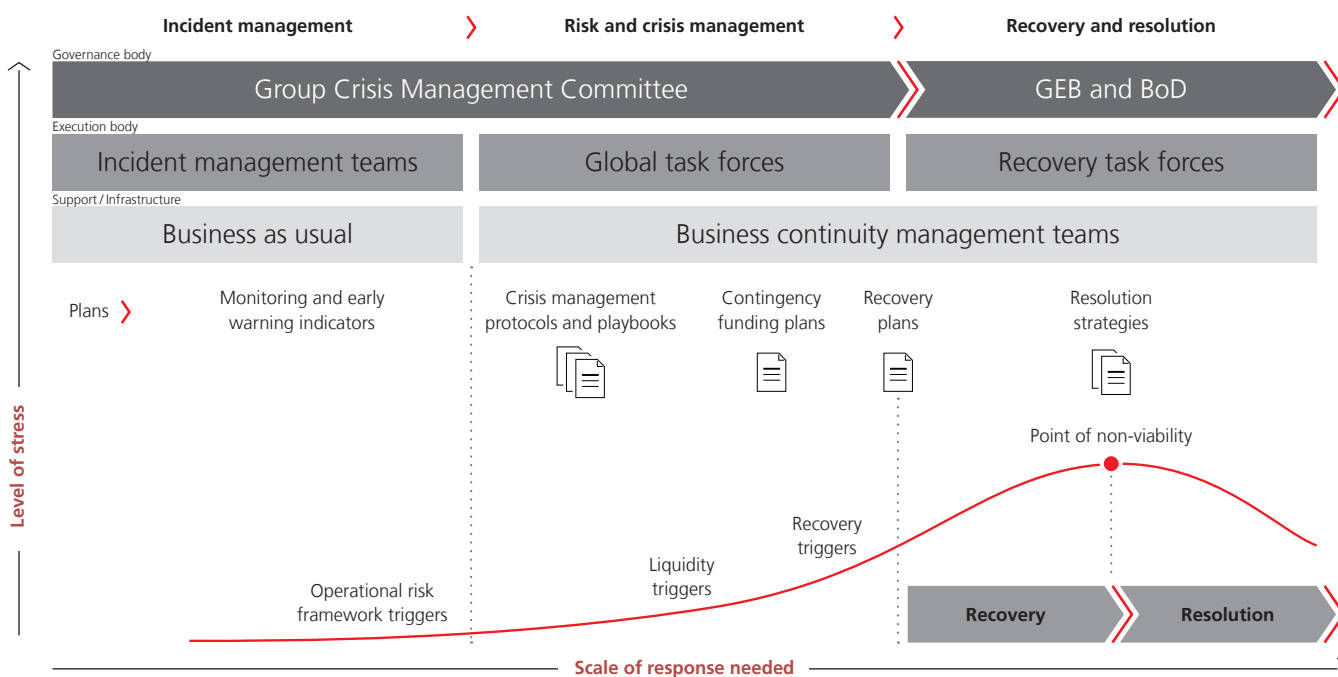 Incident management
Risk and crisis management
Recovery and resolution
Governance body
Group Crisis Management Committee
GEB and BoD
Execution body
Incident management teams
Global task forces
Recovery task forces
Support / Infrastructure
Business as usual
Business continuity management teams
Plans
Monitoring and early
warning indicators
Crisis management
protocols and playbooks
Contingency
funding plans
Recovery
plans
Resolution
strategies
Level of stress
Point of non-viability
Recovery
triggers
Liquidity
triggers
Operational risk
framework triggers
Recovery
Resolution
Scale of response needed